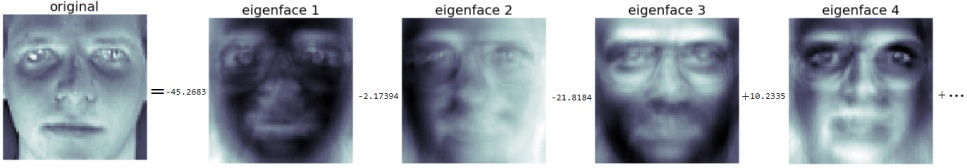 original eigenface 1 eigenface 2 eigenface 3 eigenface 4
= -45.2683 -2.17394 -21.8184 +10.2335 + ...